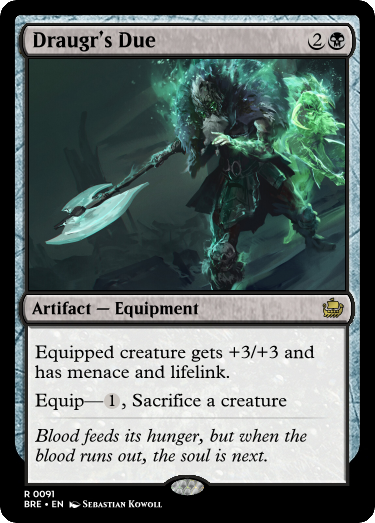 Draugr's Due 2
Artifact — Equipment
Equipped creature gets +3/+3 and
has menace and lifelink.
Equip—1, Sacrifice a creature
Blood feeds its hunger, but when the
blood runs out, the soul is next.
R 0091
BRE • EN Sebastian Kowoll